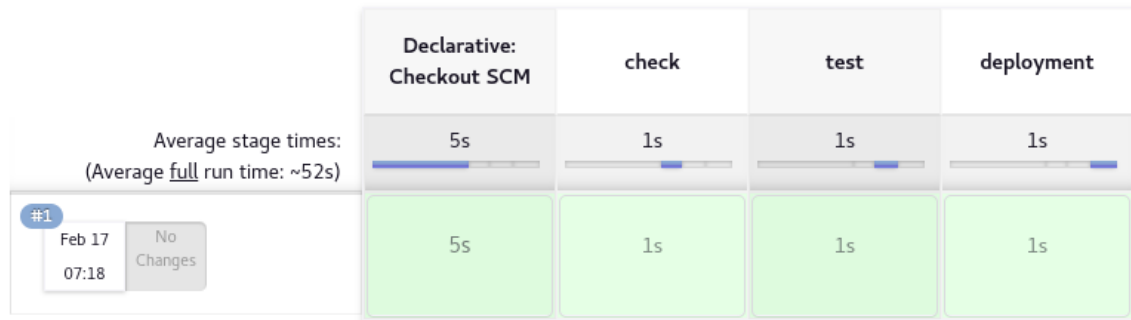 Declarative:
Checkout SCM
check
test
deployment
Average stage times:
(Average full run time: ~52s)
5s
1s
1s
1s
#1
Feb 17
07:18
No
Changes
5s
1s
1s
1s